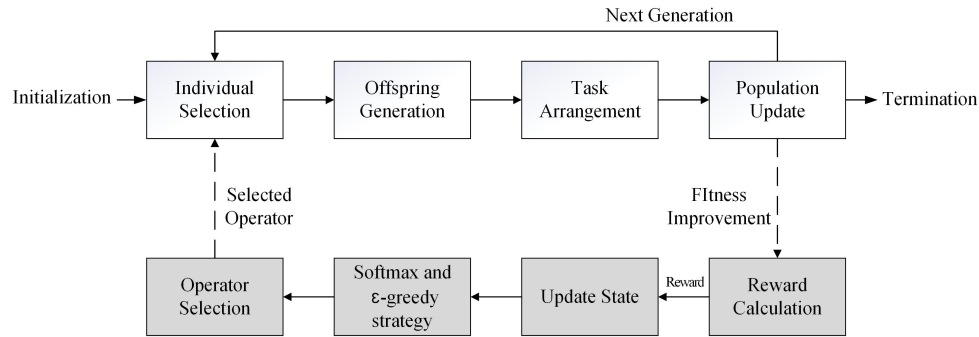 Next Generation
Initialization
Individual
Selection
Offspring
Generation
Task
Arrangement
Population
Update
Termination
Selected
Operator
FItness
Improvement
Operator
Selection
Softmax and
ε-greedy
strategy
Update State
Reward
Reward
Calculation